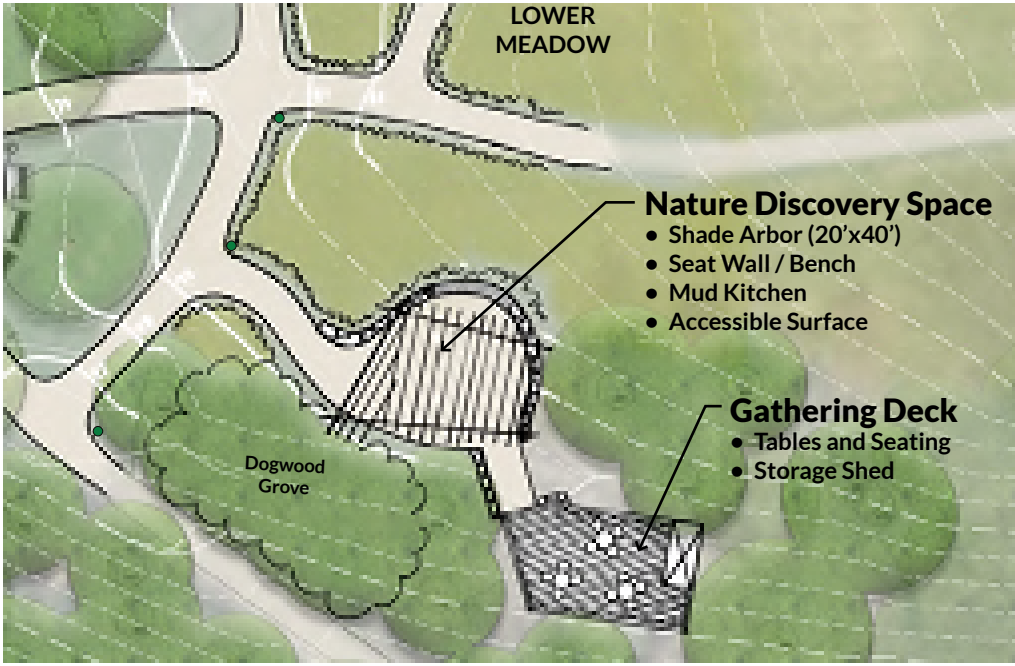 LOWER
MEADOW
Nature Discovery Space
• Shade Arbor (20'x40')
• Seat Wall / Bench
• Mud Kitchen
• Accessible Surface
Gathering Deck
• Tables and Seating
• Storage Shed
Dogwood
Grove